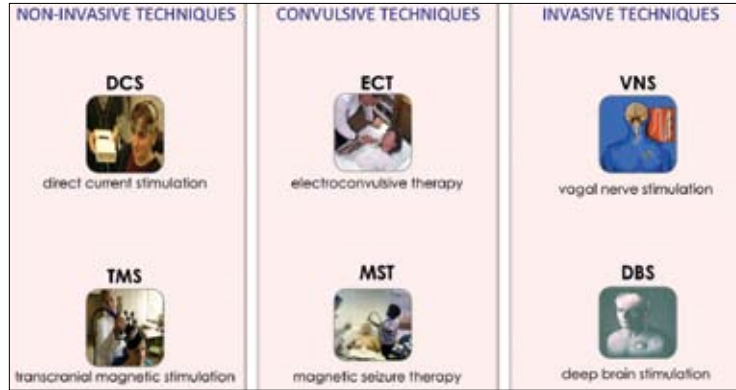 NON-INVASIVE TECHNIQUES
DCS
direct current stimulation
TMS
transcranial magnetic stimulation
CONVULSIVE TECHNIQUES
ECT
electroconvulsive therapy
MST
magnetic seizure therapy
INVASIVE TECHNIQUES
VNS
vagal nerve stimulation
DBS
deep brain stimulation